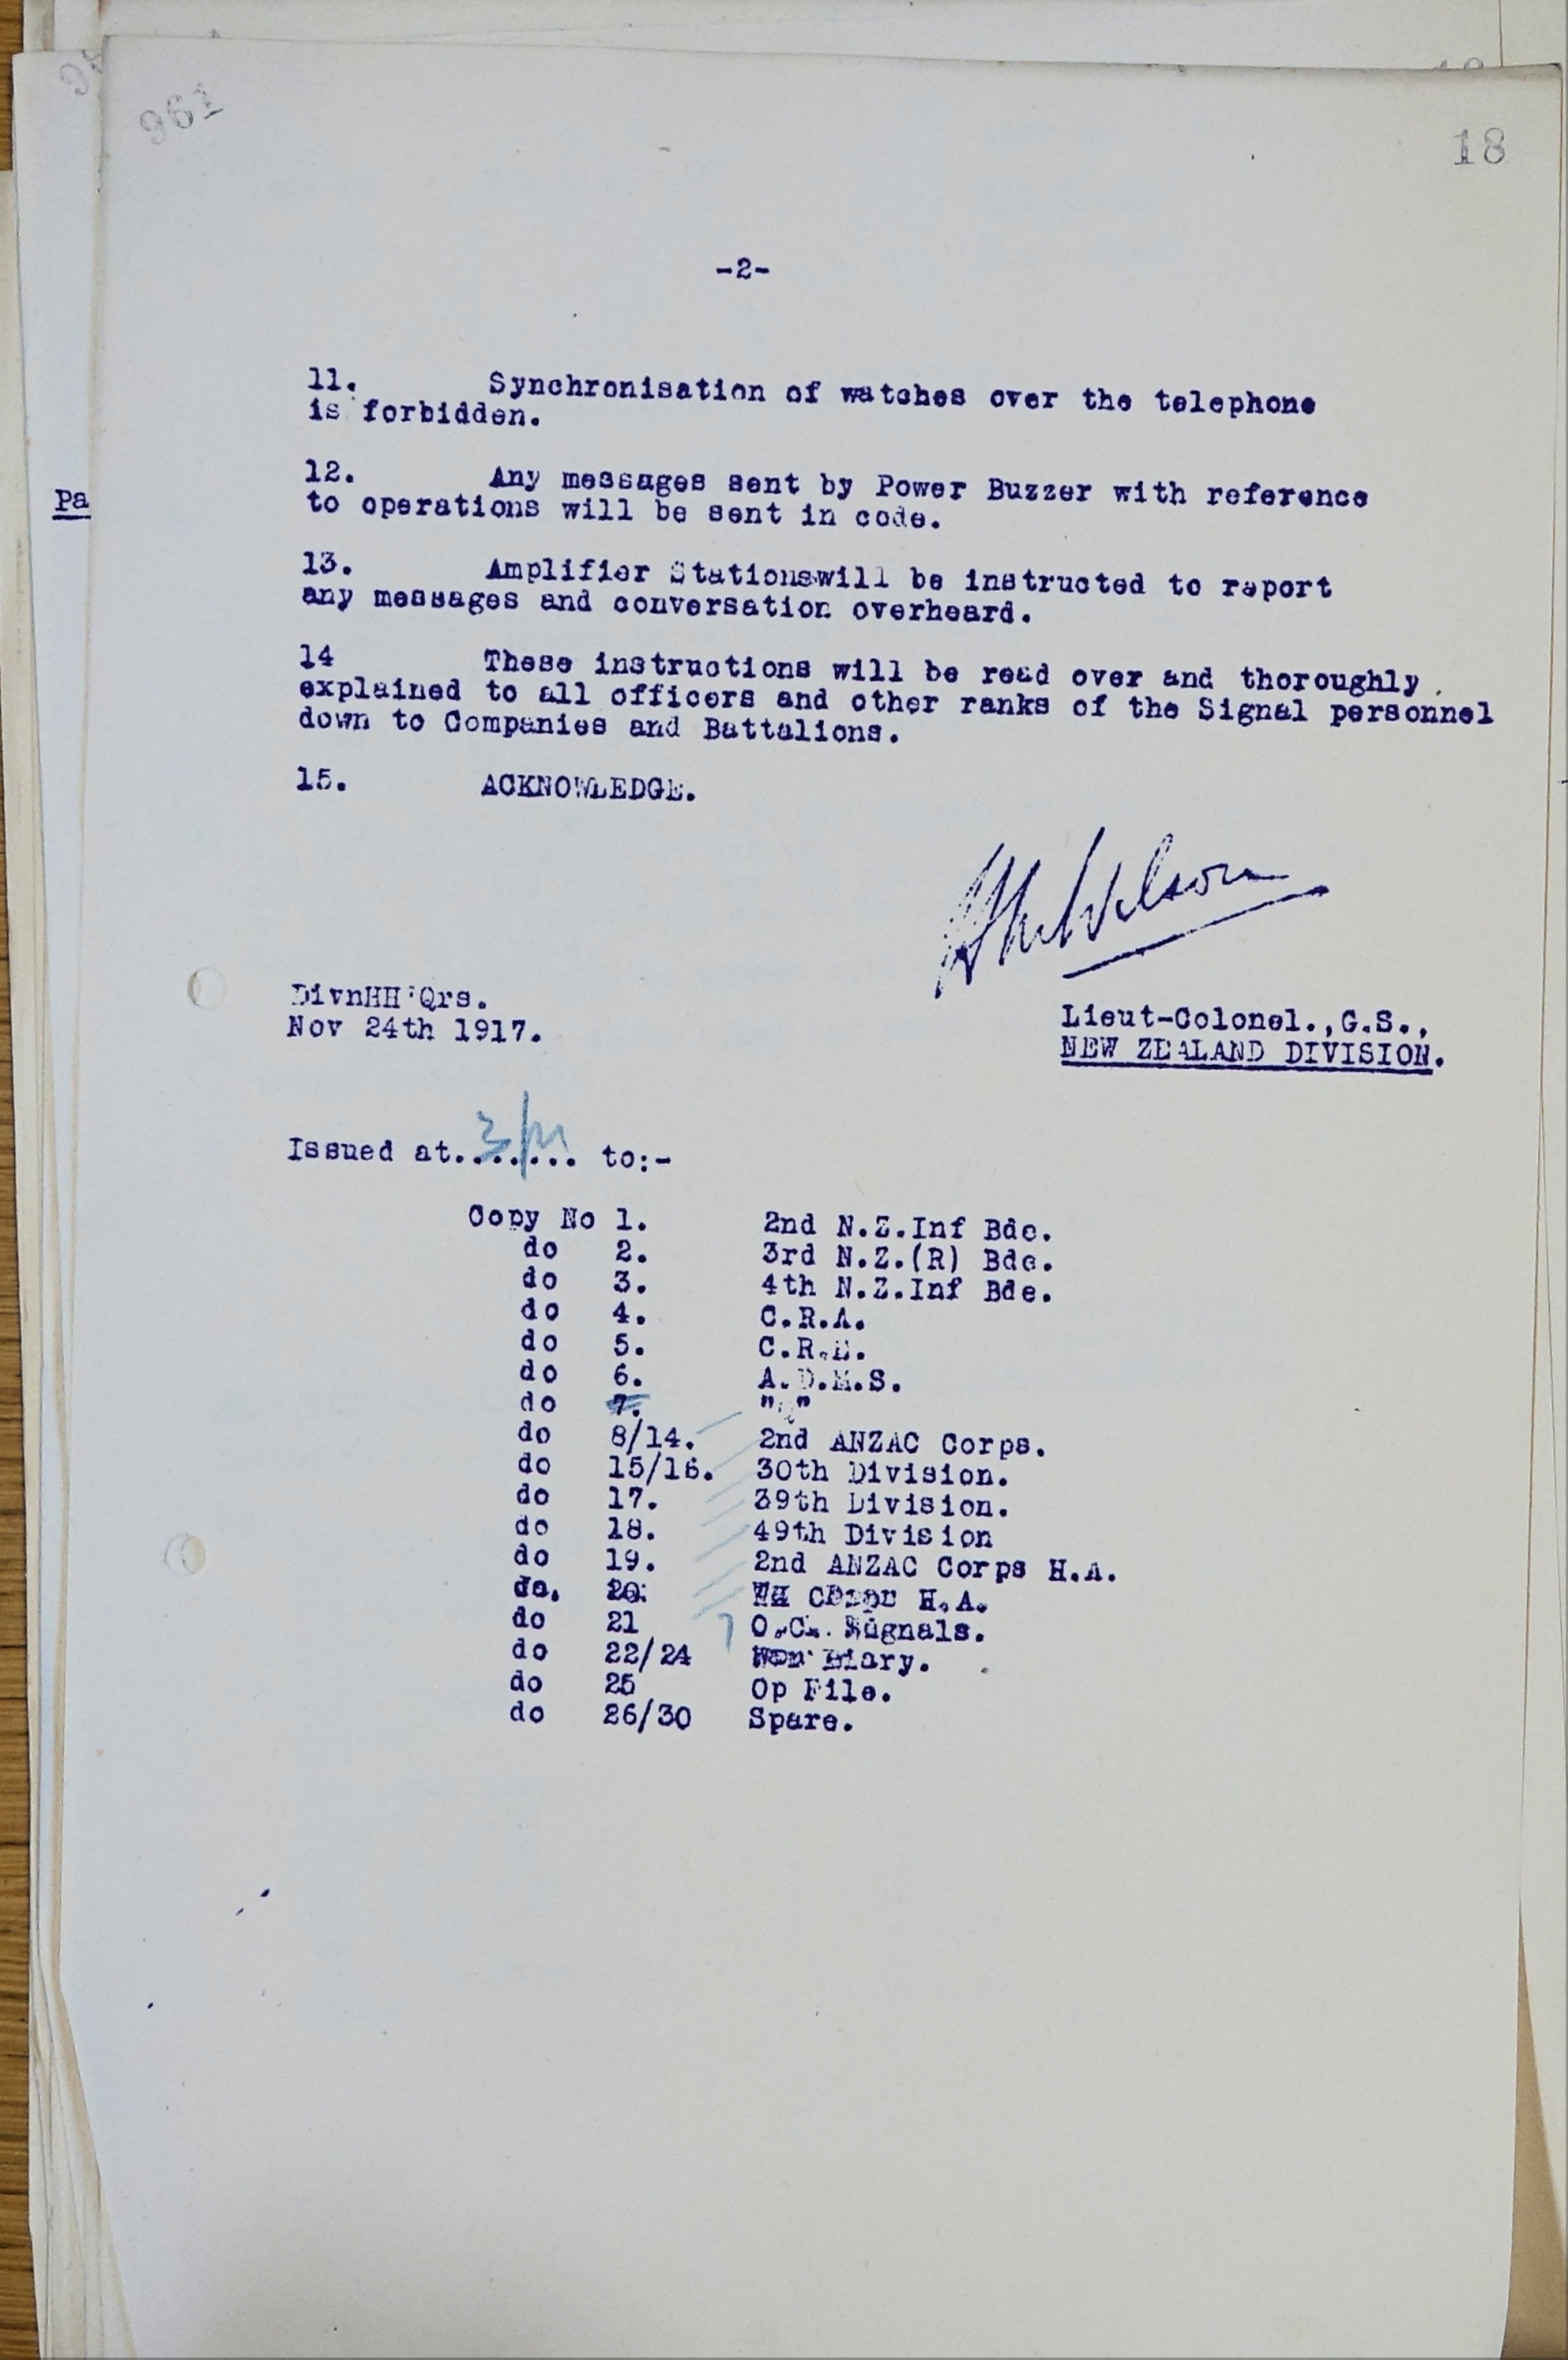 961
18
-2-
11. Synchronisation of watches over the telephone
is forbidden.
12. Any messages sent by Power Buzzer with reference
to operations will be sent in code.
Pa
13. Amplifier Stationswill be instructed to report
any messages and conversation overheard.
14 These instructions will be read over and thoroughly
explained to all officers and other ranks of the Signal personnel
down to Companies and Battalions.
15. ACKNOWLEDGE.
Wilson
DivnHH Qrs.
Nov 24th 1917.
Lieut-Colonel.,G.S.,
NEW ZEALAND DIVISION.
Issued at........ to:-
Copy No 1. 2nd N.Z.Inf Bde.
do 2. 3rd N.Z.(R) Bde.
do 3. 4th N.Z.Inf Bde.
do 4. C.R.A.
do 5. C.R.E.
do 6. A.D.M.S.
do 7.
do 8/14. 2nd ANZAC Corps.
do 15/16. 30th Division.
do 17. 39th Division.
do 18. 49th Division
do 19. 2nd ANZAC Corps H.A.
do. 20. H.A.
do 21 O.C. Signals.
do 22/24 Diary.
do 25 Op File.
do 26/30 Spare.